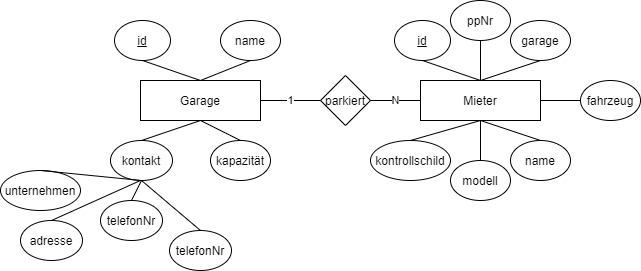 ppNr
id
name
id
garage
Garage
1
parkiert
N
Mieter
fahrzeug
kontakt
kapazität
kontrollschild
name
modell
unternehmen
telefonNr
adresse
telefonNr